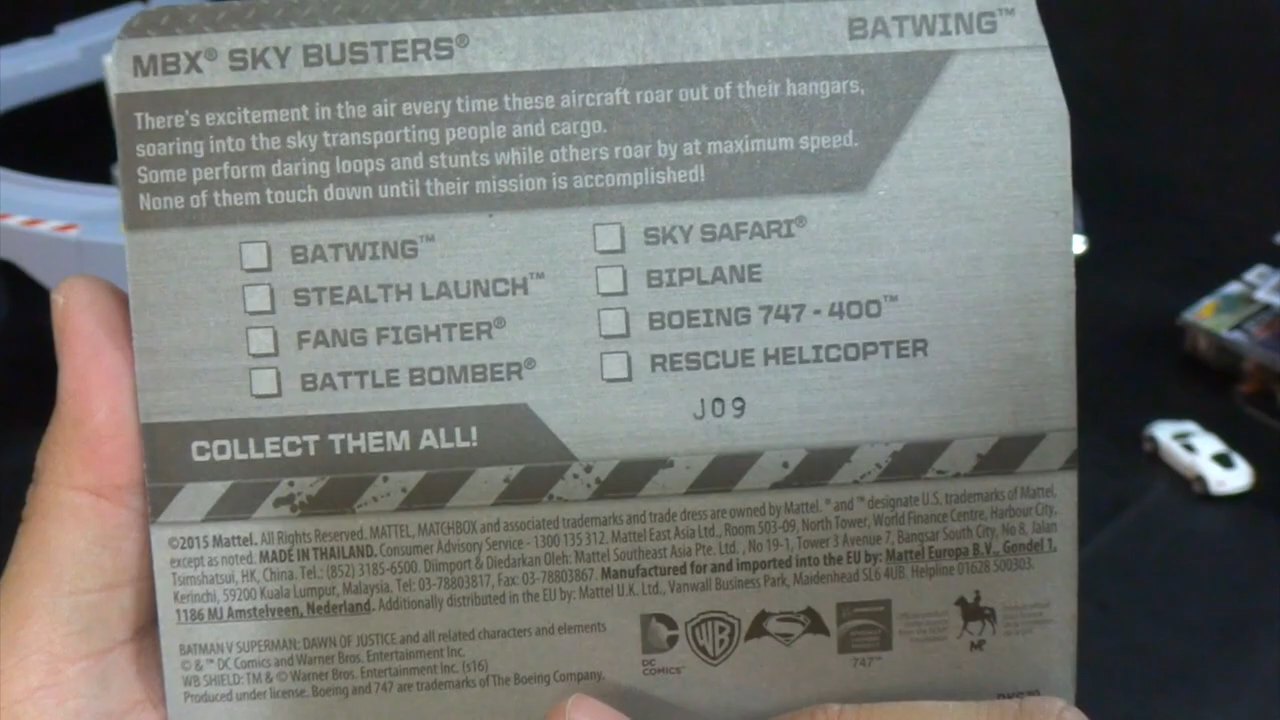 MBX® SKY BUSTERS®
BATWING™
There's excitement in the air every time these aircraft roar out of their hangars,
soaring into the sky transporting people and cargo.
Some perform daring loops and stunts while others roar by at maximum speed.
None of them touch down until their mission is accomplished!
BATWING™
STEALTH LAUNCH™
FANG FIGHTER®
BATTLE BOMBER®
SKY SAFARI®
BIPLANE
BOEING 747 - 400™
RESCUE HELICOPTER
J09
COLLECT THEM ALL!
©2015 Mattel. All Rights Reserved. MATTEL, MATCHBOX and associated trademarks and trade dress are owned by Mattel. ® and ™ designate U.S. trademarks of Mattel,
except as noted. MADE IN THAILAND. Consumer Advisory Service - 1300 135 312. Mattel East Asia Ltd., Room 503-09, North Tower, World Finance Centre, Harbour City,
Tsimshatsui, HK, China. Tel.: (852) 3185-6500. Diimport & Diedarkan Oleh: Mattel Southeast Asia Pte. Ltd. , No 19-1, Tower 3 Avenue 7, Bangsar South City, No 8, Jalan
Kerinchi, 59200 Kuala Lumpur, Malaysia. Tel: 03-78803817, Fax: 03-78803867. Manufactured for and imported into the EU by: Mattel Europa B.V., Gondel 1,
1186 MJ Amstelveen, Nederland. Additionally distributed in the EU by: Mattel U.K. Ltd., Vanwall Business Park, Maidenhead SL6 4UB. Helpline 01628 500303.
BATMAN V SUPERMAN: DAWN OF JUSTICE and all related characters and elements
© & ™ DC Comics and Warner Bros. Entertainment Inc.
WB SHIELD: TM & © Warner Bros. Entertainment Inc. (s16)
Produced under license. Boeing and 747 are trademarks of The Boeing Company.
DC
COMICS™
WB
747™